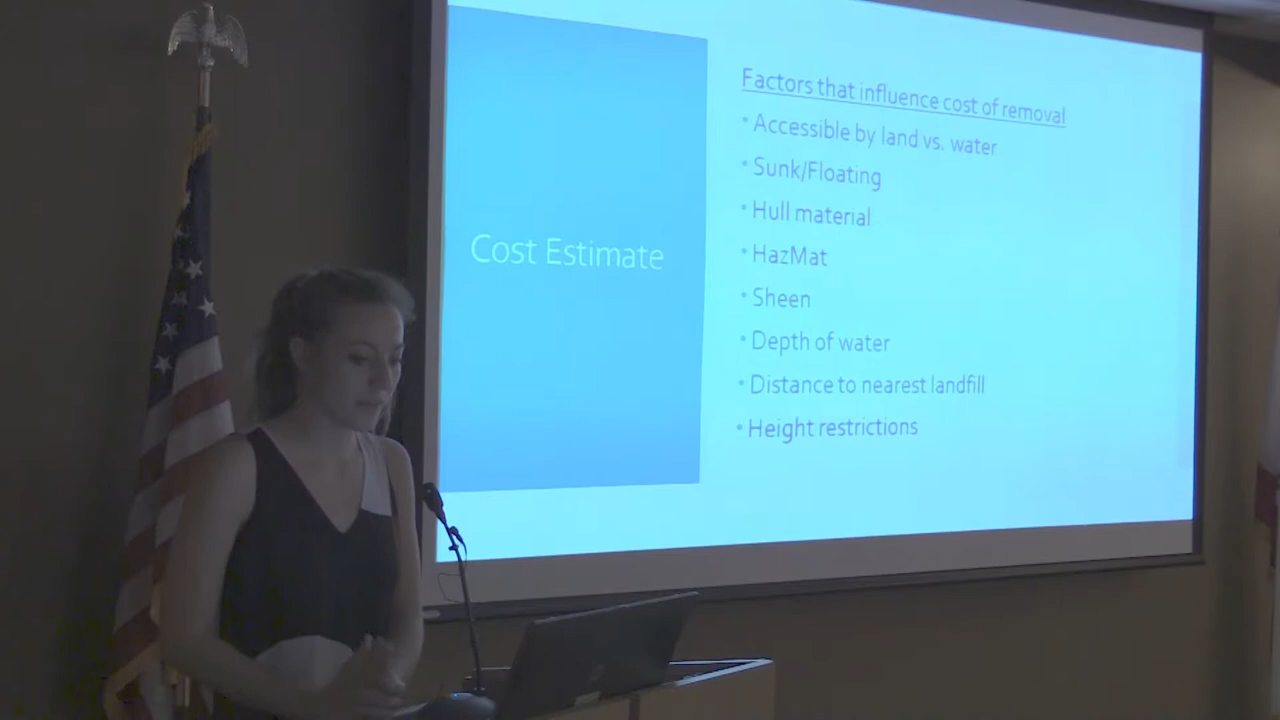 Cost Estimate
Factors that influence cost of removal
• Accessible by land vs. water
• Sunk/Floating
• Hull material
• HazMat
• Sheen
• Depth of water
• Distance to nearest landfill
• Height restrictions